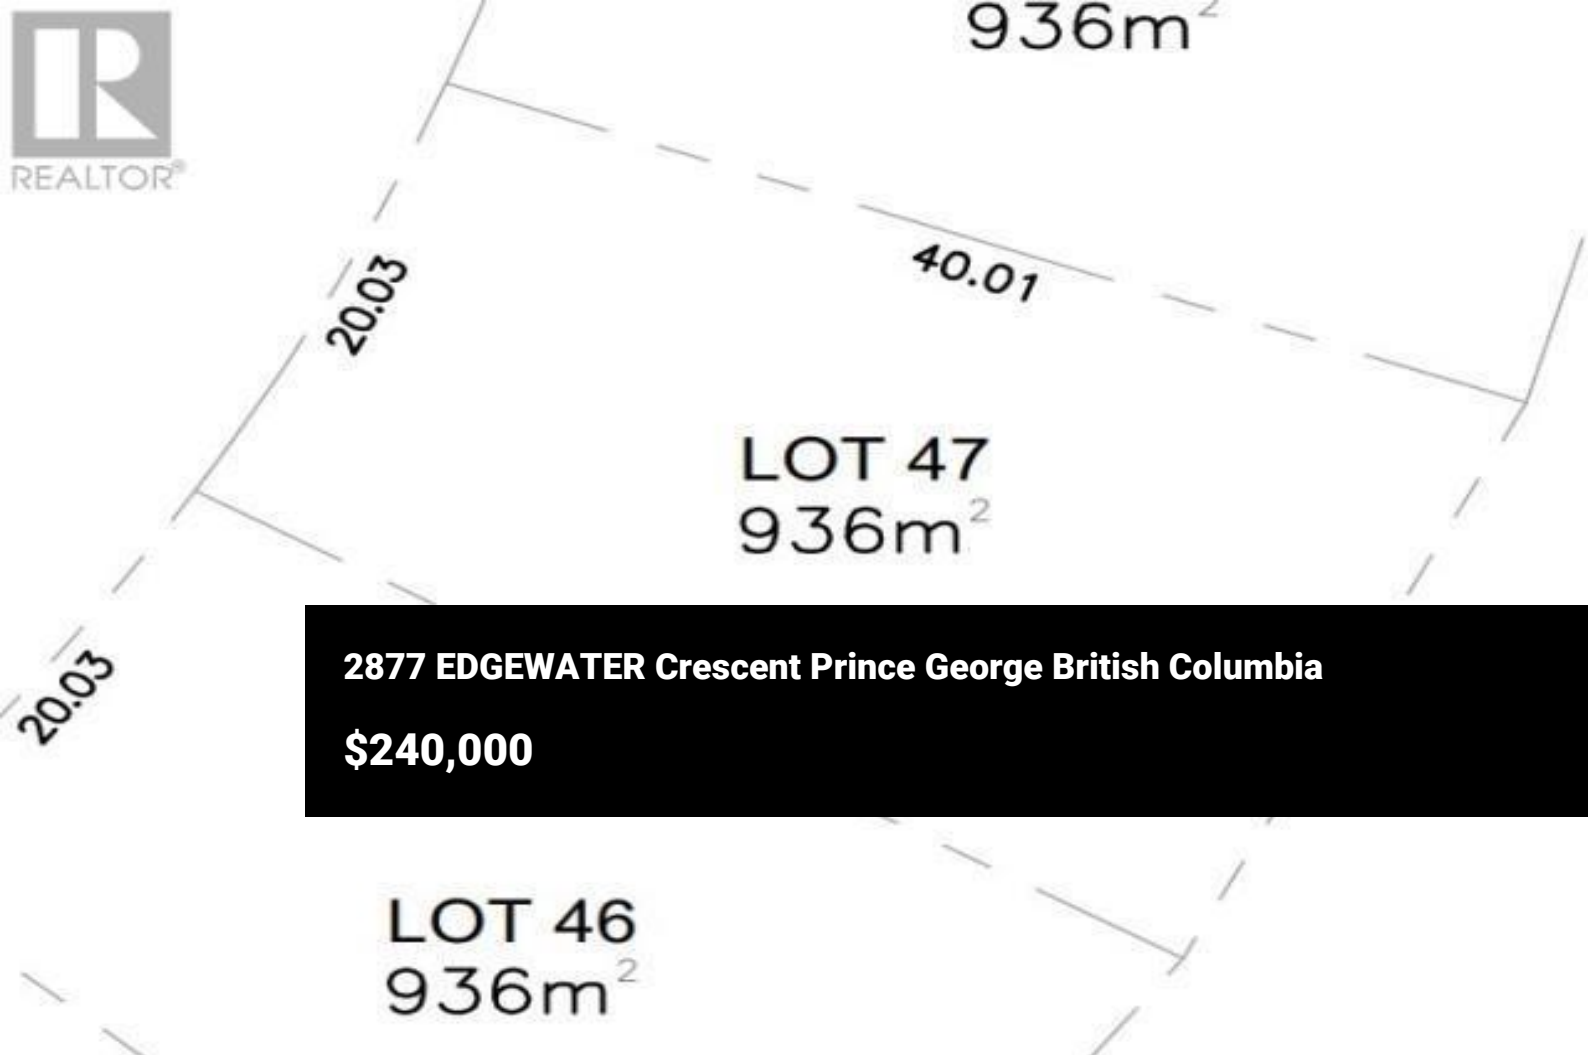 936m²
REALTOR®
40.01
20.03
LOT 47
936m²
20.03
2877 EDGEWATER Crescent Prince George British Columbia
$240,000
LOT 46
936m²